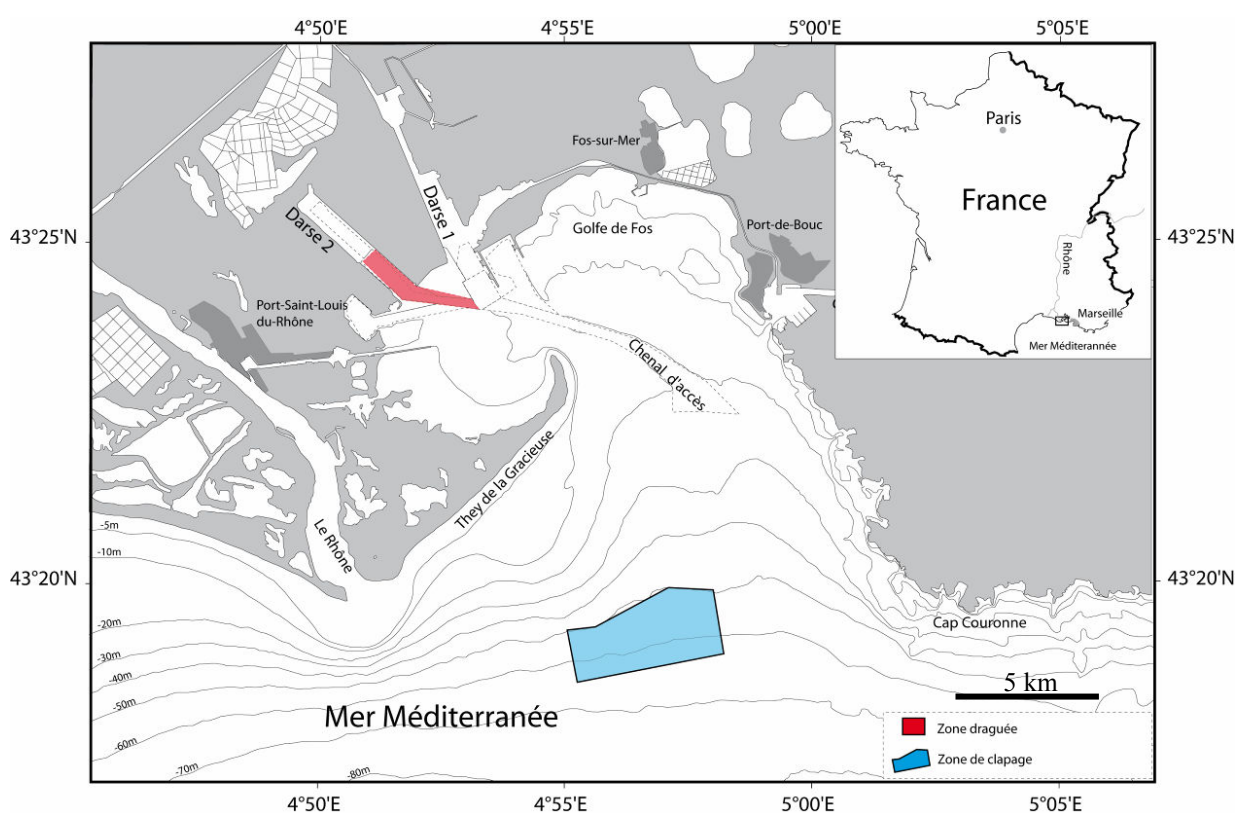 4°50'E
4°55'E
5°00'E
5°05'E
Paris
France
Rhône
Marseille
Mer Méditerannée
Fos-sur-Mer
Darse 1
Darse 2
Golfe de Fos
Port-de-Bouc
43°25'N
43°25'N
Port-Saint-Louis
du-Rhône
Chenal d'accès
They de la Gracieuse
Le Rhône
-5m
-10m
43°20'N
43°20'N
-20m
-30m
-40m
-50m
-60m
-70m
-80m
Cap Couronne
5 km
Mer Méditerranée
Zone draguée
Zone de clapage
4°50'E
4°55'E
5°00'E
5°05'E